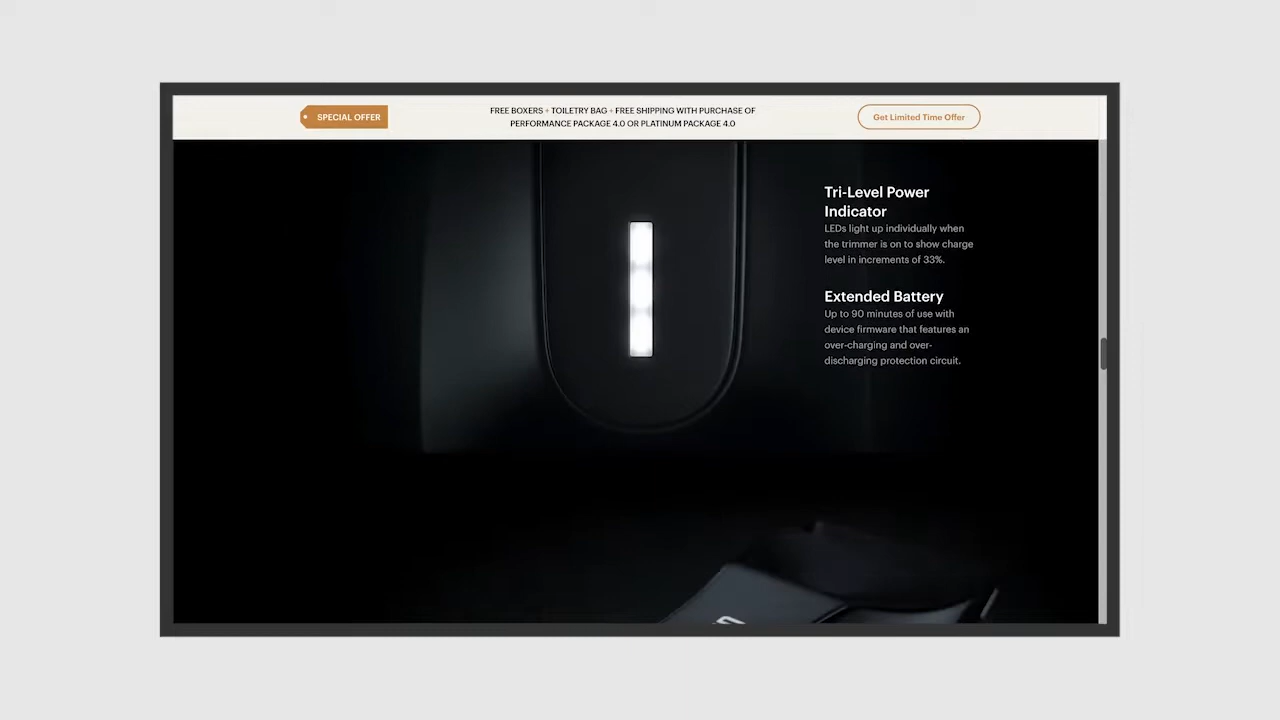 SPECIAL OFFER
FREE BOXERS + TOILETRY BAG + FREE SHIPPING WITH PURCHASE OF
PERFORMANCE PACKAGE 4.0 OR PLATINUM PACKAGE 4.0
Get Limited Time Offer
Tri-Level Power
Indicator
LEDs light up individually when
the trimmer is on to show charge
level in increments of 33%.
Extended Battery
Up to 90 minutes of use with
device firmware that features an
over-charging and over-
discharging protection circuit.